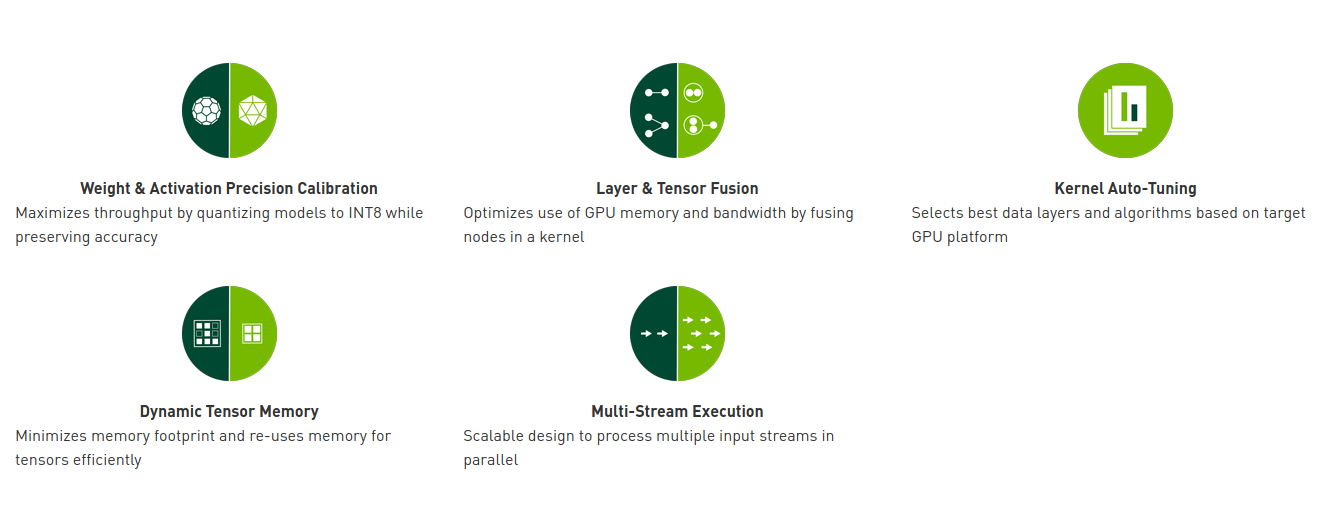 Weight & Activation Precision Calibration
Maximizes throughput by quantizing models to INT8 while
preserving accuracy
Layer & Tensor Fusion
Optimizes use of GPU memory and bandwidth by fusing
nodes in a kernel
Kernel Auto-Tuning
Selects best data layers and algorithms based on target
GPU platform
Dynamic Tensor Memory
Minimizes memory footprint and re-uses memory for
tensors efficiently
Multi-Stream Execution
Scalable design to process multiple input streams in
parallel